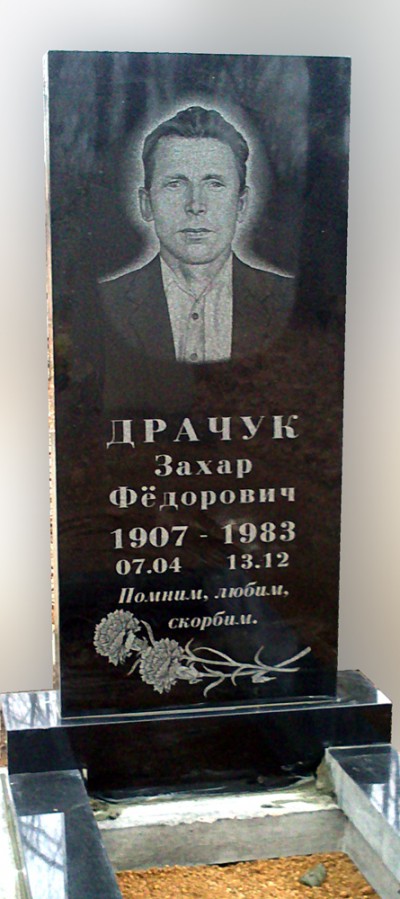 ДРАЧУК
Захар
Фёдорович
1907 - 1983
07.04 13.12
Помним, любим,
скорбим.